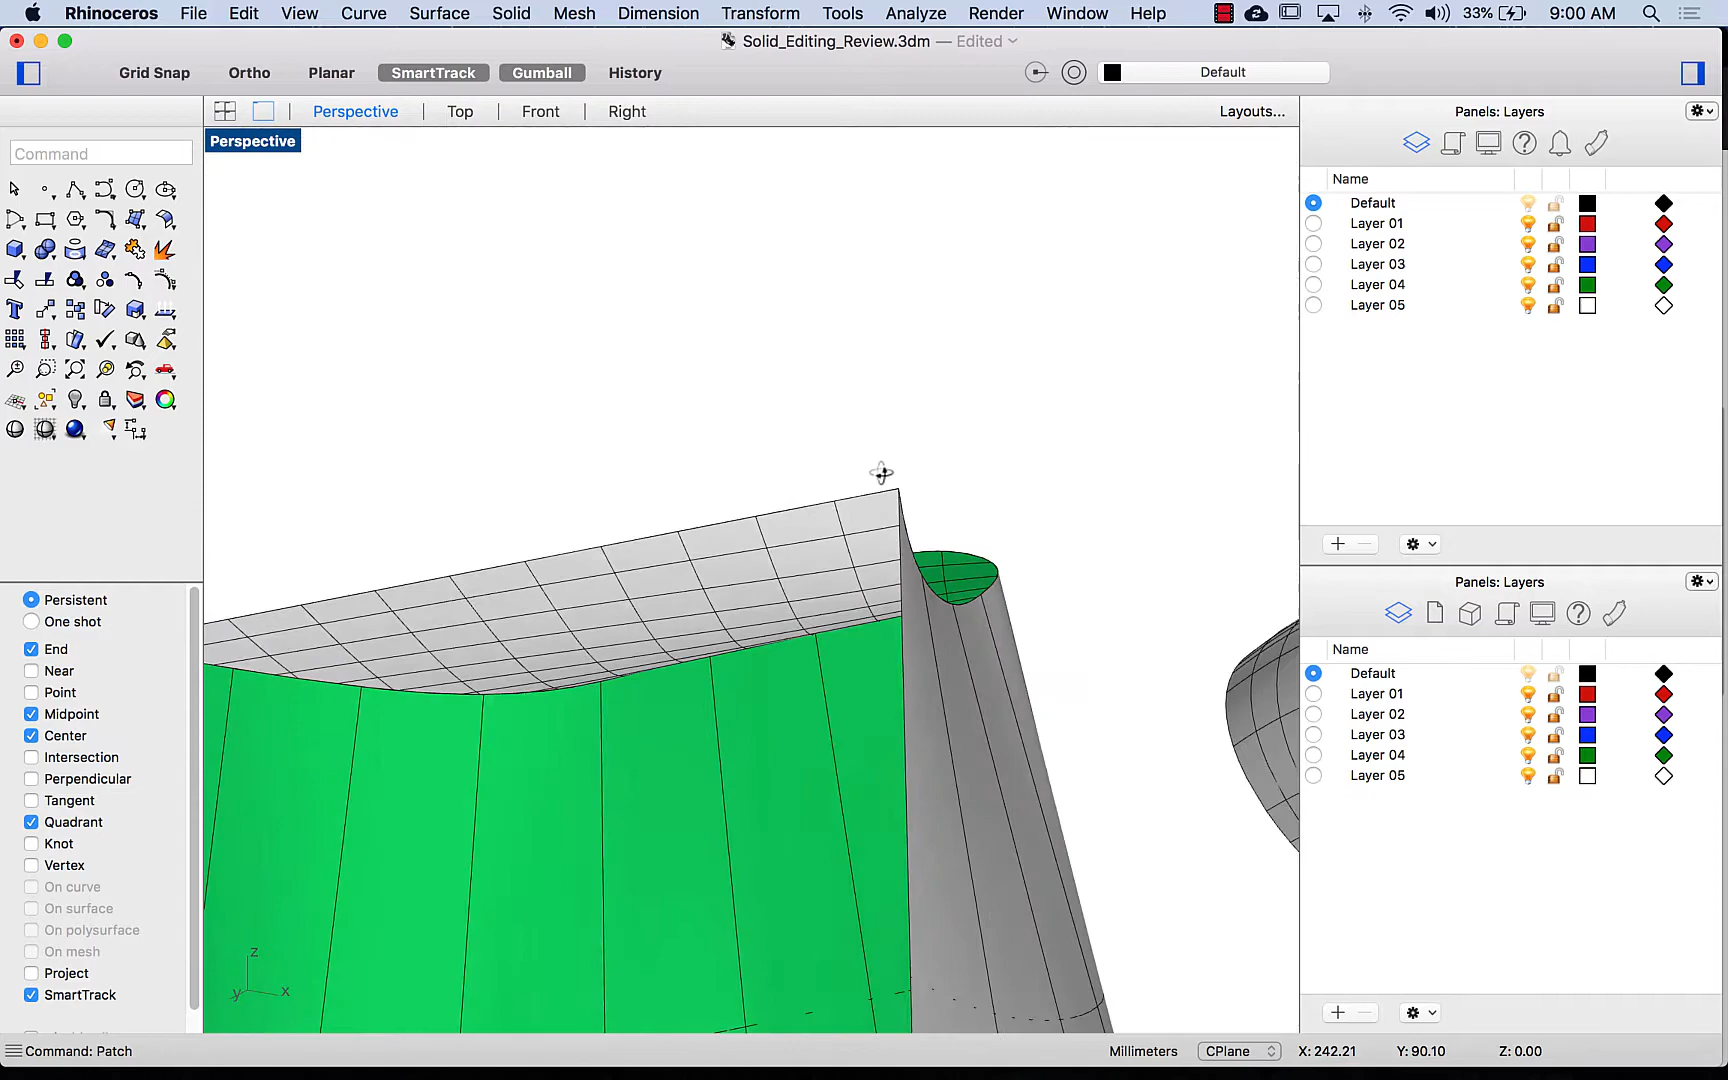 Rhinoceros File Edit View Curve Surface Solid Mesh Dimension Transform Tools Analyze Render Window Help 33% 9:00 AM
Solid_Editing_Review.3dm — Edited
Grid Snap Ortho Planar SmartTrack Gumball History Default
Perspective Top Front Right Layouts...
Perspective
Command
Persistent
One shot
End
Near
Point
Midpoint
Center
Intersection
Perpendicular
Tangent
Quadrant
Knot
Vertex
On curve
On surface
On polysurface
On mesh
Project
SmartTrack
z
y x
Panels: Layers
Name
Default
Layer 01
Layer 02
Layer 03
Layer 04
Layer 05
Panels: Layers
Name
Default
Layer 01
Layer 02
Layer 03
Layer 04
Layer 05
Command: Patch Millimeters CPlane X: 242.21 Y: 90.10 Z: 0.00